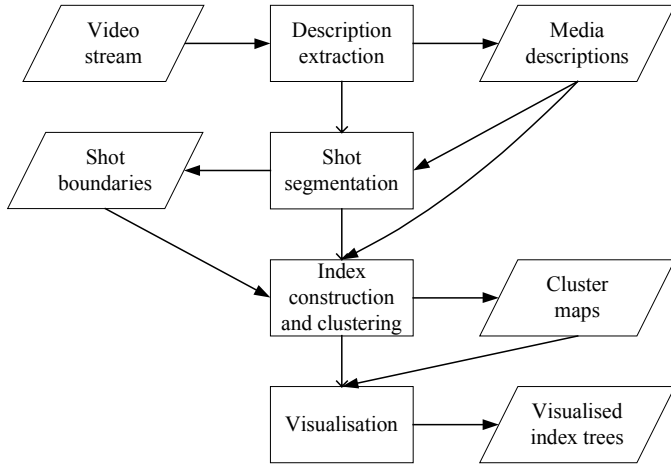 Video
stream
Description
extraction
Media
descriptions
Shot
boundaries
Shot
segmentation
Index
construction
and clustering
Cluster
maps
Visualisation
Visualised
index trees